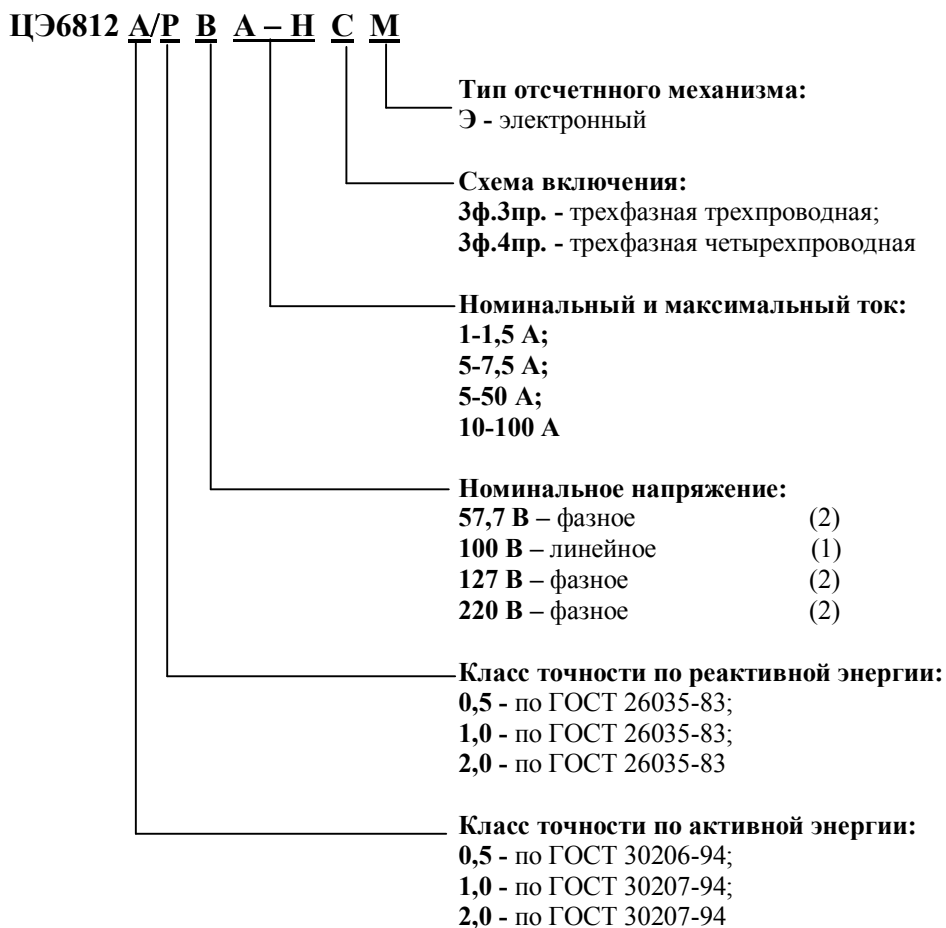 ЦЭ6812 А/Р В А – Н С М
Тип отсчетнного механизма:
Э - электронный
Схема включения:
3ф.3пр. - трехфазная трехпроводная;
3ф.4пр. - трехфазная четырехпроводная
Номинальный и максимальный ток:
1-1,5 А;
5-7,5 А;
5-50 А;
10-100 А
Номинальное напряжение:
57,7 В – фазное (2)
100 В – линейное (1)
127 В – фазное (2)
220 В – фазное (2)
Класс точности по реактивной энергии:
0,5 - по ГОСТ 26035-83;
1,0 - по ГОСТ 26035-83;
2,0 - по ГОСТ 26035-83
Класс точности по активной энергии:
0,5 - по ГОСТ 30206-94;
1,0 - по ГОСТ 30207-94;
2,0 - по ГОСТ 30207-94